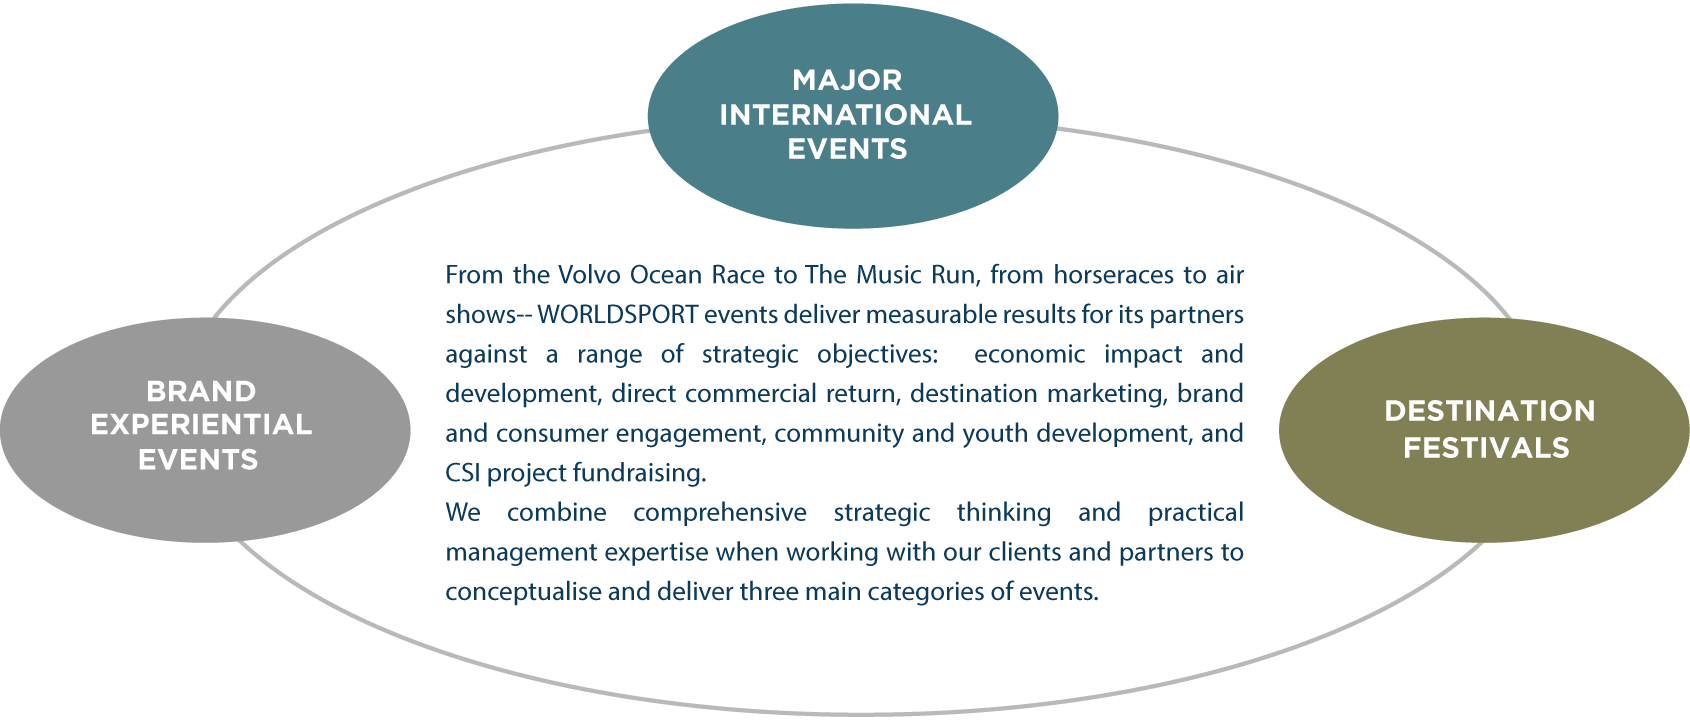 MAJOR
INTERNATIONAL
EVENTS
From the Volvo Ocean Race to The Music Run, from horseraces to air
shows-- WORLDSPORT events deliver measurable results for its partners
against a range of strategic objectives: economic impact and
development, direct commercial return, destination marketing, brand
and consumer engagement, community and youth development, and
CSI project fundraising.
We combine comprehensive strategic thinking and practical
management expertise when working with our clients and partners to
conceptualise and deliver three main categories of events.
BRAND
EXPERIENTIAL
EVENTS
DESTINATION
FESTIVALS